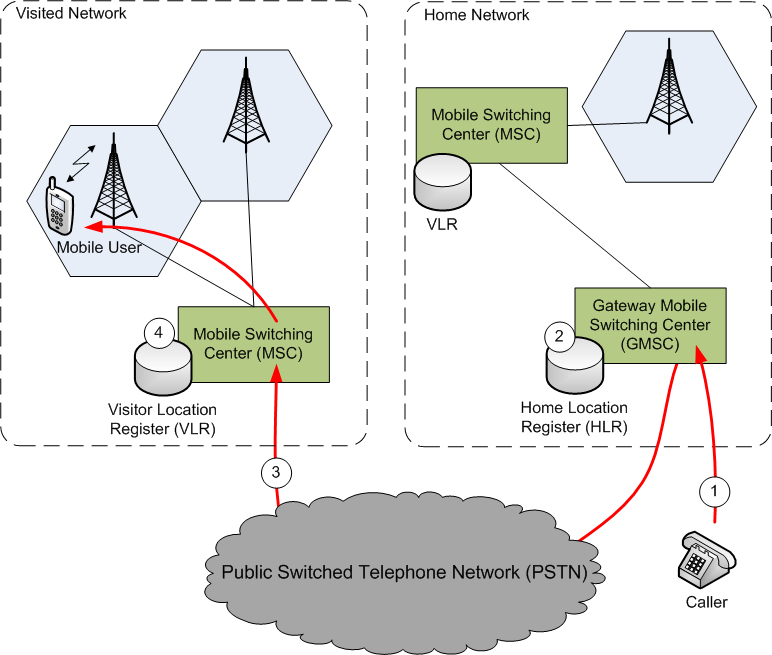 Visited Network
Home Network
Mobile Switching
Center (MSC)
VLR
Mobile User
Gateway Mobile
Switching Center
(GMSC)
4
Mobile Switching
Center (MSC)
2
Visitor Location
Register (VLR)
Home Location
Register (HLR)
3
1
Public Switched Telephone Network (PSTN)
Caller